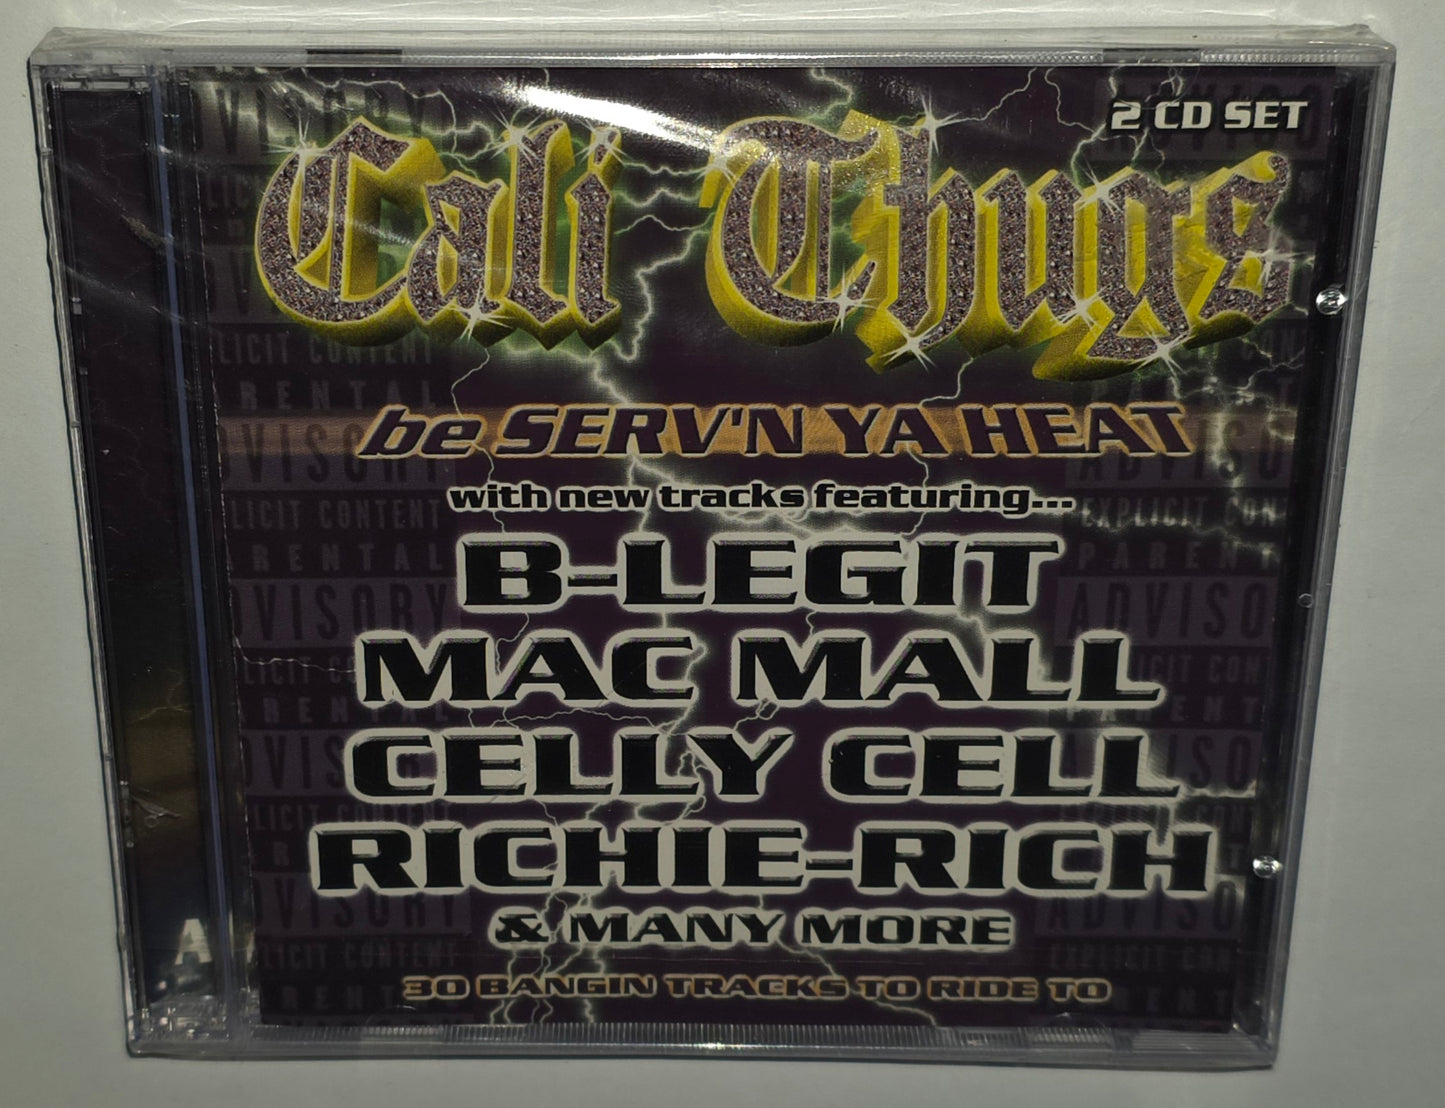 2 CD SET
Cali Thugs
be SERV'N YA HEAT
with new tracks featuring...
B-LEGIT
MAC MALL
CELLY CELL
RICHIE-RICH
& MANY MORE
30 BANGIN TRACKS TO RIDE TO